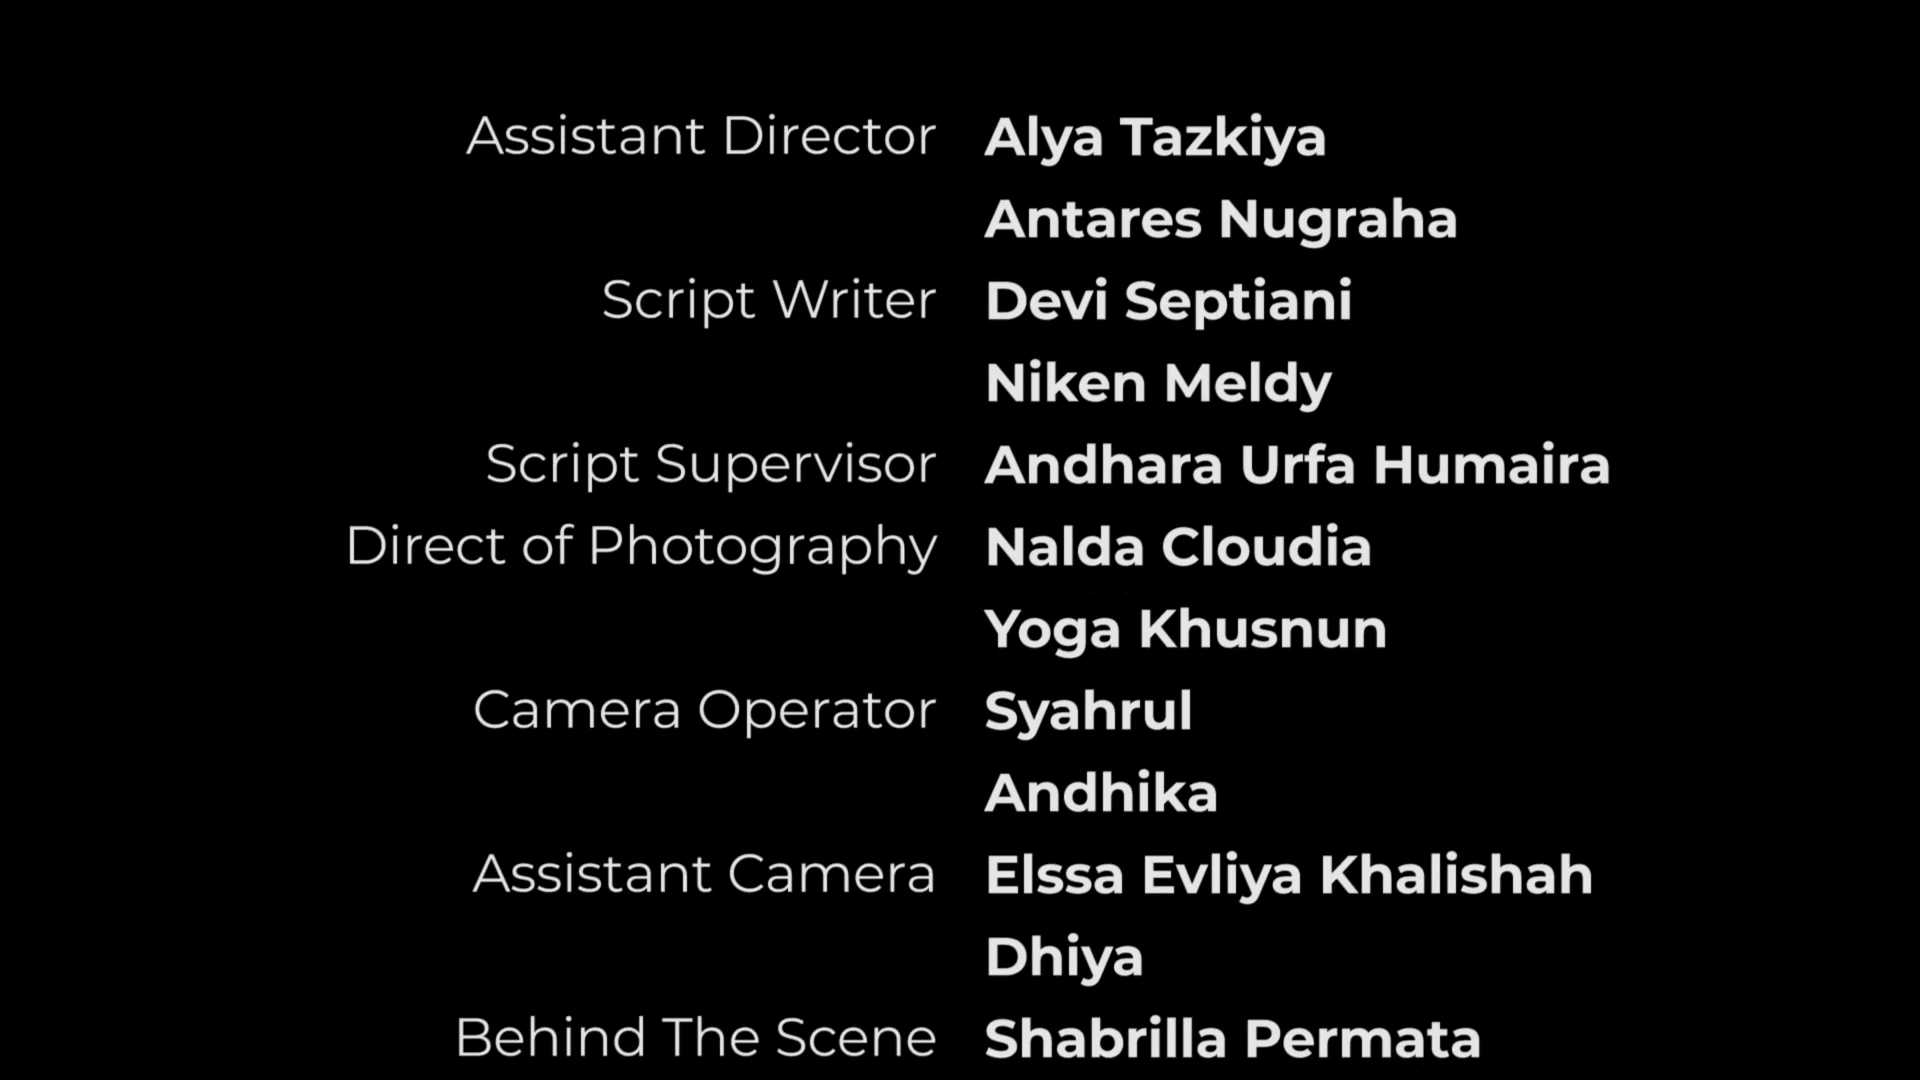 Assistant Director Alya Tazkiya
Antares Nugraha
Script Writer Devi Septiani
Niken Meldy
Script Supervisor Andhara Urfa Humaira
Direct of Photography Nalda Cloudia
Yoga Khusnun
Camera Operator Syahrul
Andhika
Assistant Camera Elssa Evliya Khalishah
Dhiya
Behind The Scene Shabrilla Permata